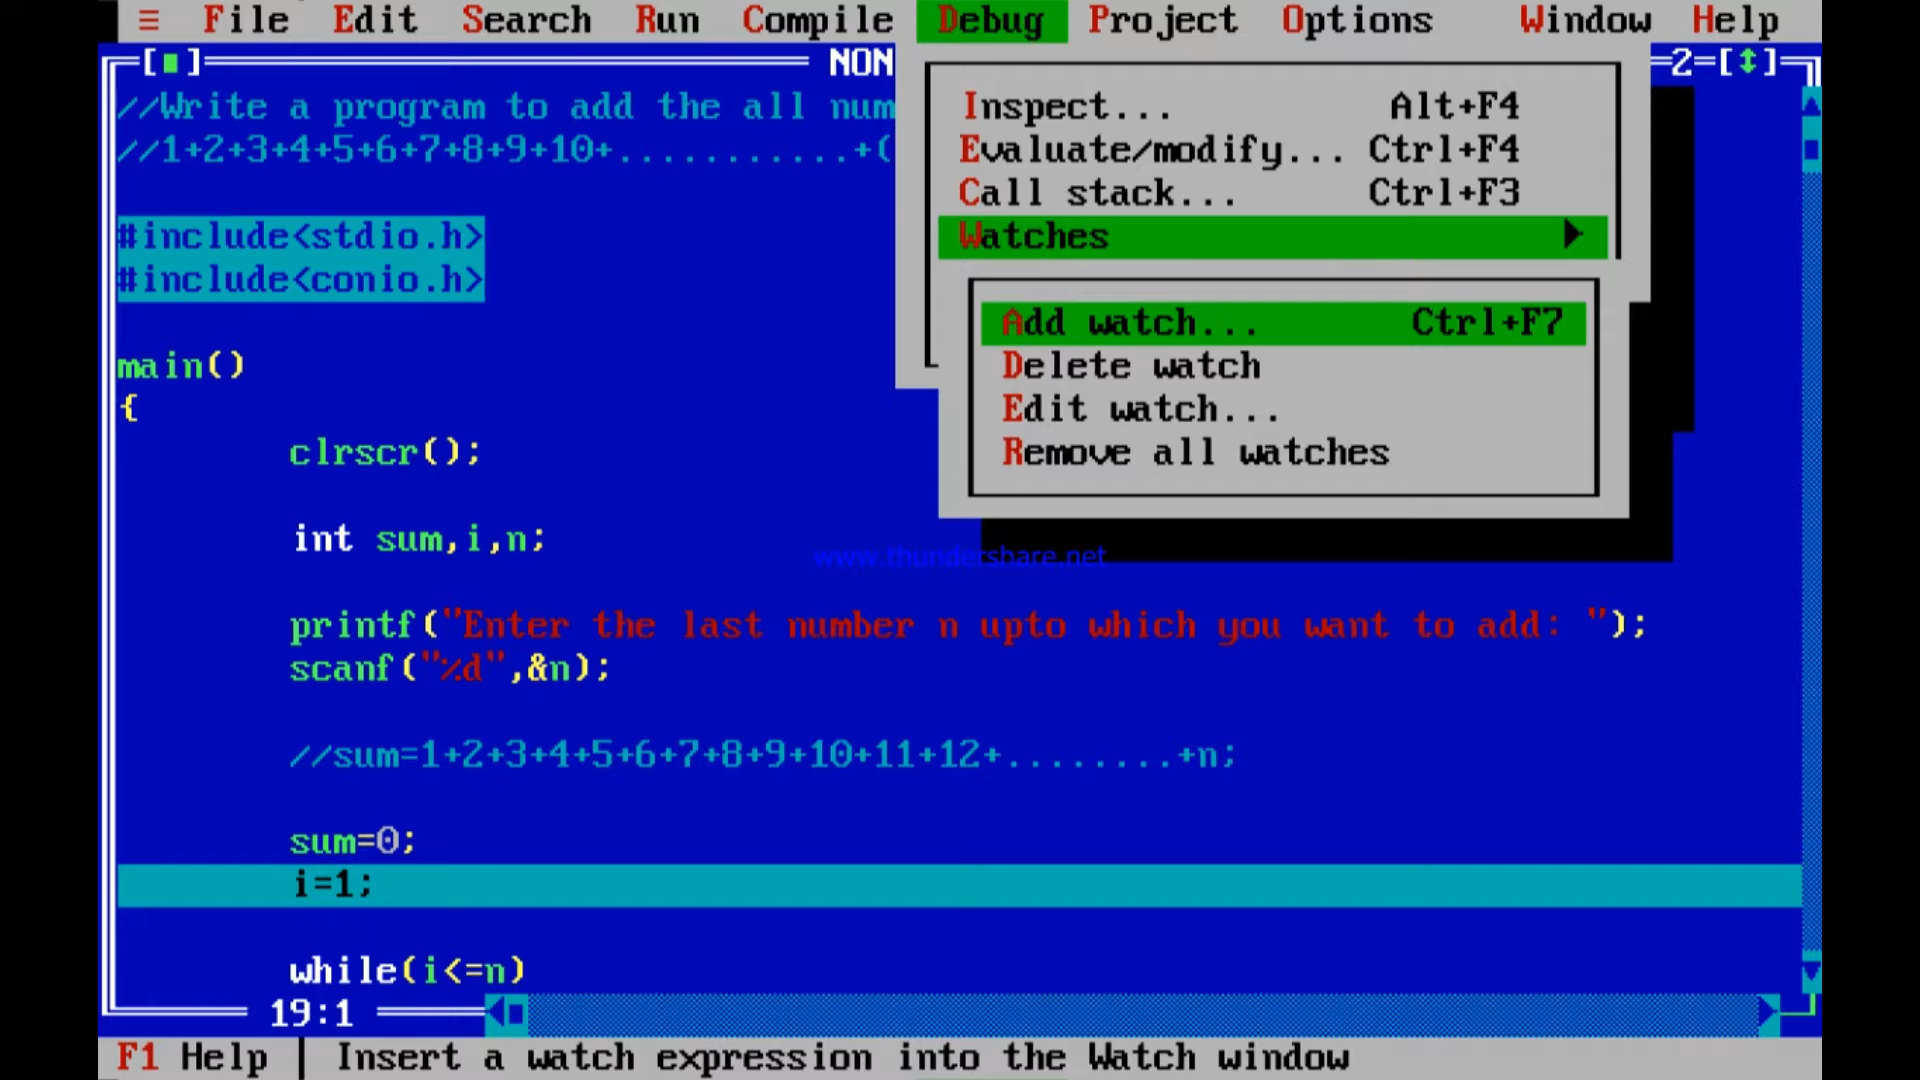 ≡ File Edit Search Run Compile Debug Project Options Window Help
[■] NON 2=[↕]
//Write a program to add the all num
//1+2+3+4+5+6+7+8+9+10+............+(
#include<stdio.h>
#include<conio.h>
main()
{
clrscr();
int sum,i,n;
printf("Enter the last number n upto which you want to add: ");
scanf("%d",&n);
//sum=1+2+3+4+5+6+7+8+9+10+11+12+........+n;
sum=0;
i=1;
while(i<=n)
19:1
Inspect... Alt+F4
Evaluate/modify... Ctrl+F4
Call stack... Ctrl+F3
Watches
Add watch... Ctrl+F7
Delete watch
Edit watch...
Remove all watches
www.thundershare.net
F1 Help | Insert a watch expression into the Watch window